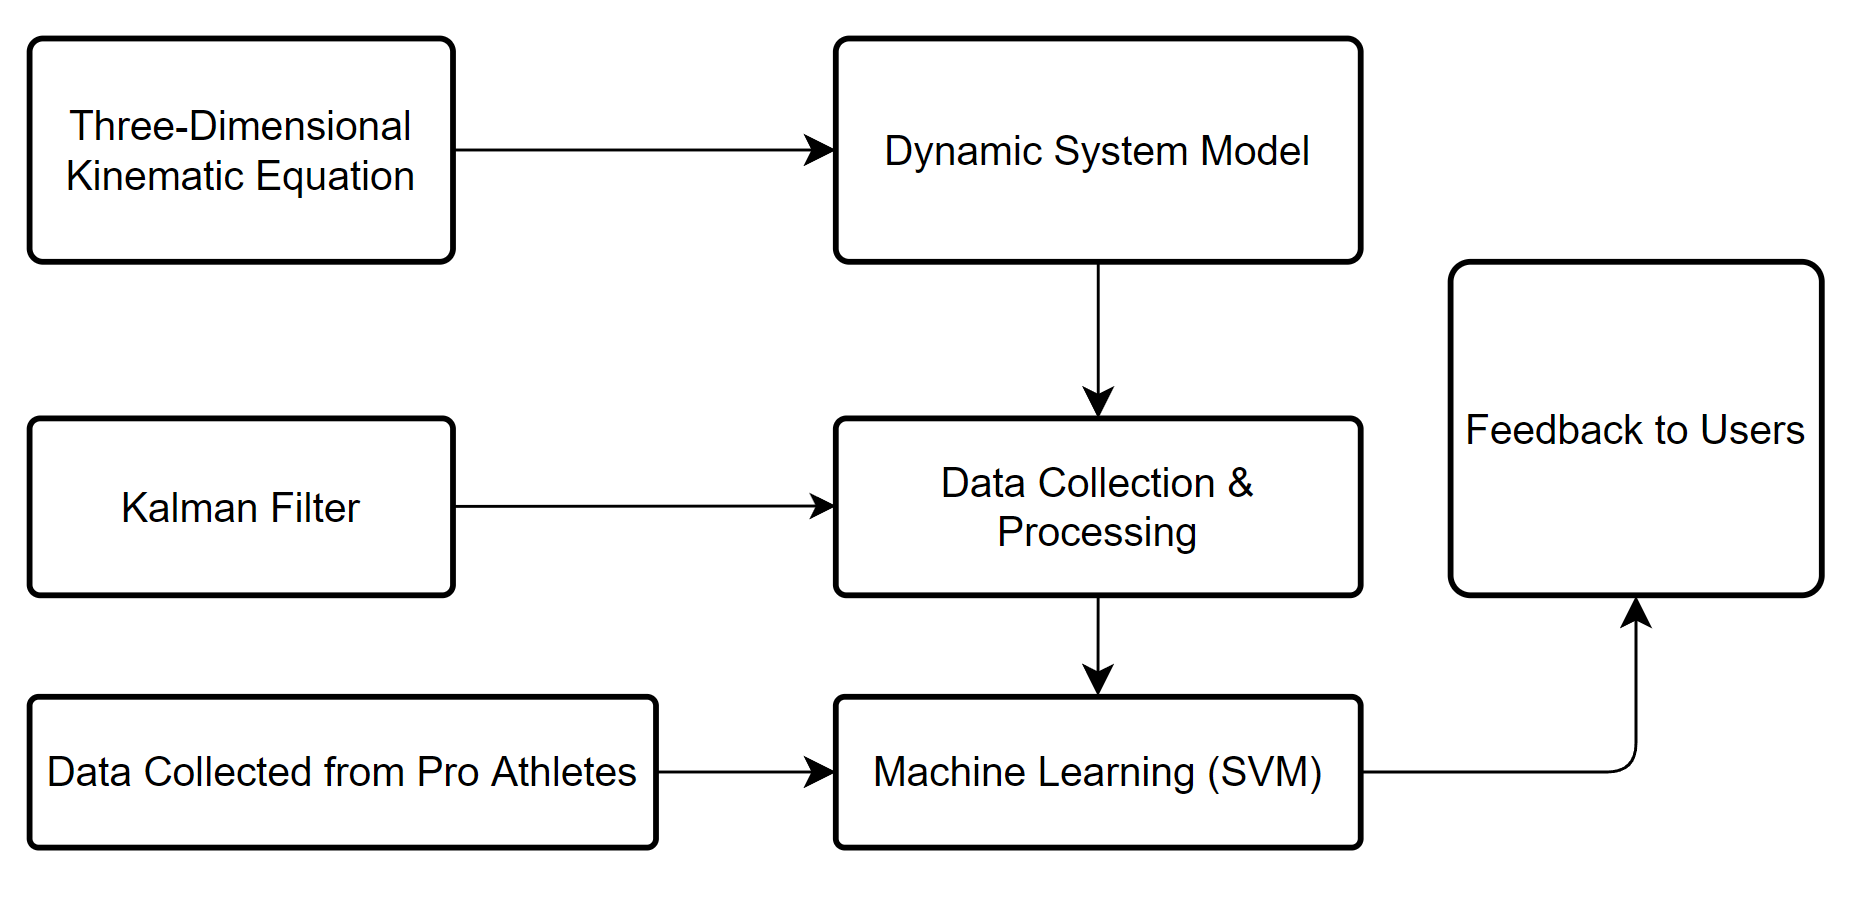 Three-Dimensional
Kinematic Equation
Dynamic System Model
Feedback to Users
Kalman Filter
Data Collection &
Processing
Data Collected from Pro Athletes
Machine Learning (SVM)